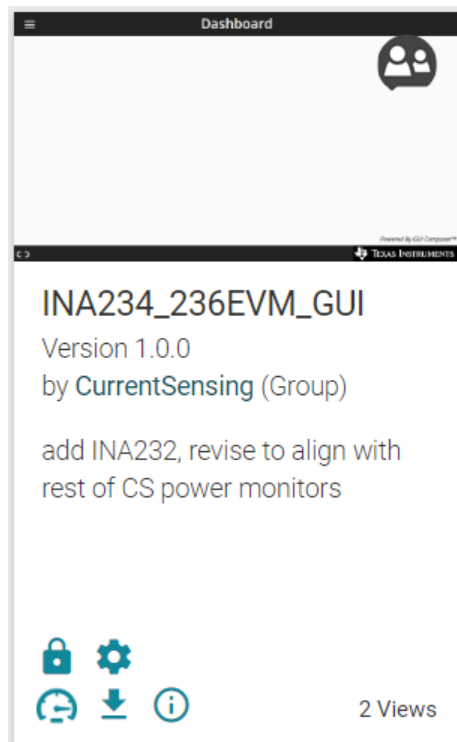 Dashboard
Powered By GUI Composer™
TEXAS INSTRUMENTS
INA234_236EVM_GUI
Version 1.0.0
by CurrentSensing (Group)
add INA232, revise to align with
rest of CS power monitors
2 Views